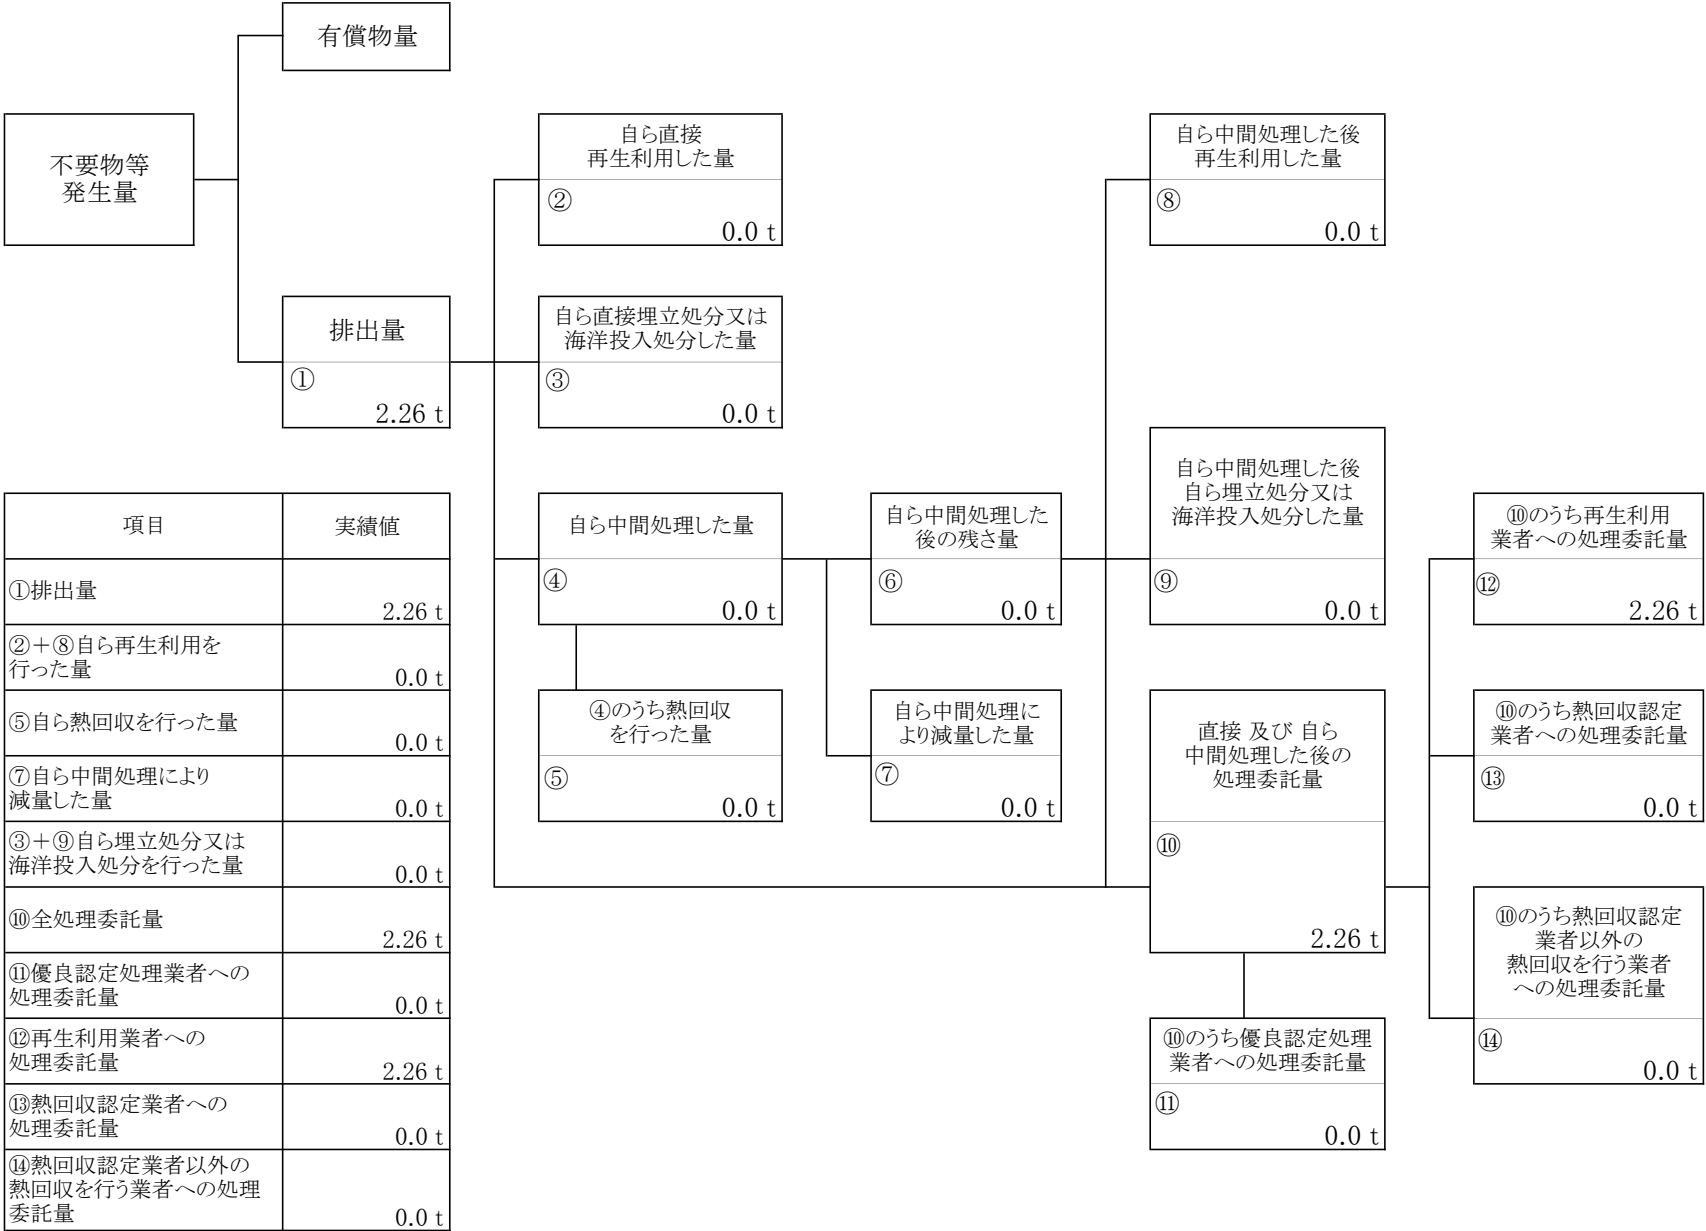 有償物量
不要物等
発生量
排出量
①
2.26 t
自ら直接
再生利用した量
②
0.0 t
自ら直接埋立処分又は
海洋投入処分した量
③
0.0 t
自ら中間処理した量
④
0.0 t
④のうち熱回収
を行った量
⑤
0.0 t
自ら中間処理した
後の残さ量
⑥
0.0 t
自ら中間処理に
より減量した量
⑦
0.0 t
自ら中間処理した後
再生利用した量
⑧
0.0 t
自ら中間処理した後
自ら埋立処分又は
海洋投入処分した量
⑨
0.0 t
直接 及び 自ら
中間処理した後の
処理委託量
⑩
2.26 t
⑩のうち優良認定処理
業者への処理委託量
⑪
0.0 t
⑩のうち再生利用
業者への処理委託量
⑫
2.26 t
⑩のうち熱回収認定
業者への処理委託量
⑬
0.0 t
⑩のうち熱回収認定
業者以外の
熱回収を行う業者
への処理委託量
⑭
0.0 t
項目
実績値
①排出量
2.26 t
②＋⑧自ら再生利用を
行った量
0.0 t
⑤自ら熱回収を行った量
0.0 t
⑦自ら中間処理により
減量した量
0.0 t
③＋⑨自ら埋立処分又は
海洋投入処分を行った量
0.0 t
⑩全処理委託量
2.26 t
⑪優良認定処理業者への
処理委託量
0.0 t
⑫再生利用業者への
処理委託量
2.26 t
⑬熱回収認定業者への
処理委託量
0.0 t
⑭熱回収認定業者以外の
熱回収を行う業者への処理
委託量
0.0 t